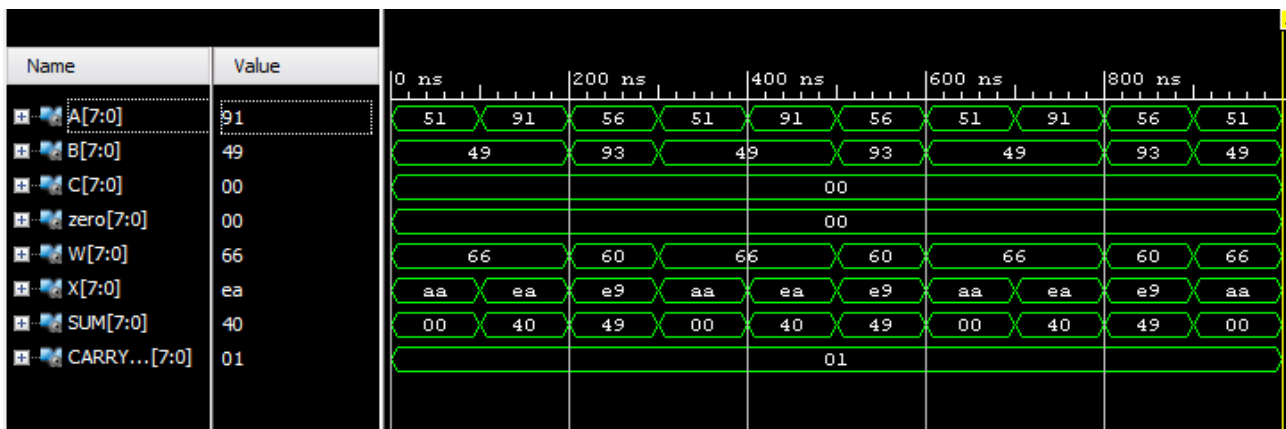 Name Value 0 ns 200 ns 400 ns 600 ns 800 ns
A[7:0] 91 51 91 56 51 91 56 51 91 56 51
B[7:0] 49 49 93 49 93 49 93 49
C[7:0] 00 00
zero[7:0] 00 00
W[7:0] 66 66 60 66 60 66 60 66
X[7:0] ea aa ea e9 aa ea e9 aa ea e9 aa
SUM[7:0] 40 00 40 49 00 40 49 00 40 49 00
CARRY...[7:0] 01 01